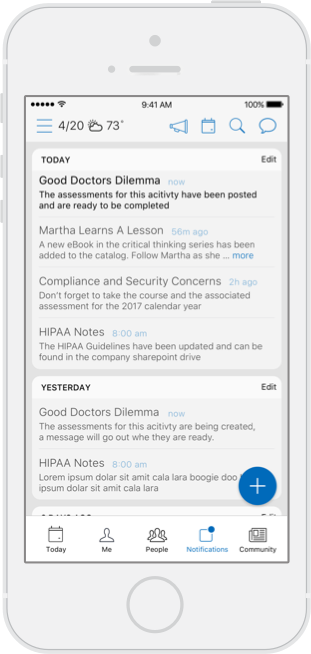 9:41 AM 100%
4/20 73°
TODAY Edit
Good Doctors Dilemma now
The assessments for this acitivty have been posted
and are ready to be completed
Martha Learns A Lesson 56m ago
A new eBook in the critical thinking series has been
added to the catalog. Follow Martha as she ... more
Compliance and Security Concerns 2h ago
Don't forget to take the course and the associated
assessment for the 2017 calendar year
HIPAA Notes 8:00 am
The HIPAA Guidelines have been updated and can be
found in the company sharepoint drive
YESTERDAY Edit
Good Doctors Dilemma now
The assessments for this acitivty are being created,
a message will go out whe they are ready.
HIPAA Notes 8:00 am
Lorem ipsum dolar sit amit cala lara boogie doo
ipsum dolar sit amit cala lara
Today Me People Notifications Community